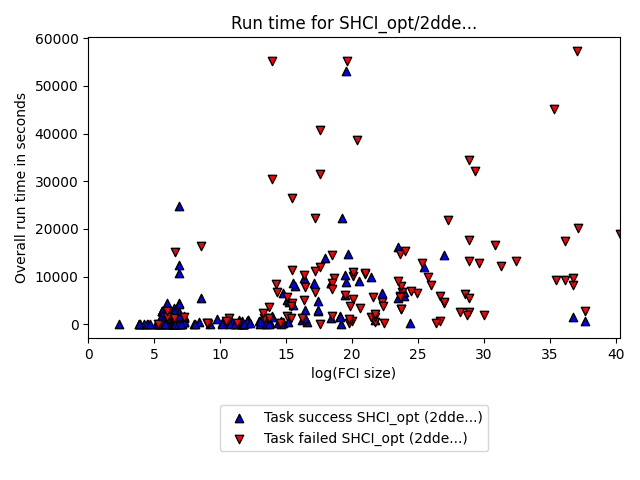 Run time for SHCI_opt/2dde...
Overall run time in seconds
60000
50000
40000
30000
20000
10000
0
0 5 10 15 20 25 30 35 40
log(FCI size)
Task success SHCI_opt (2dde...)
Task failed SHCI_opt (2dde...)